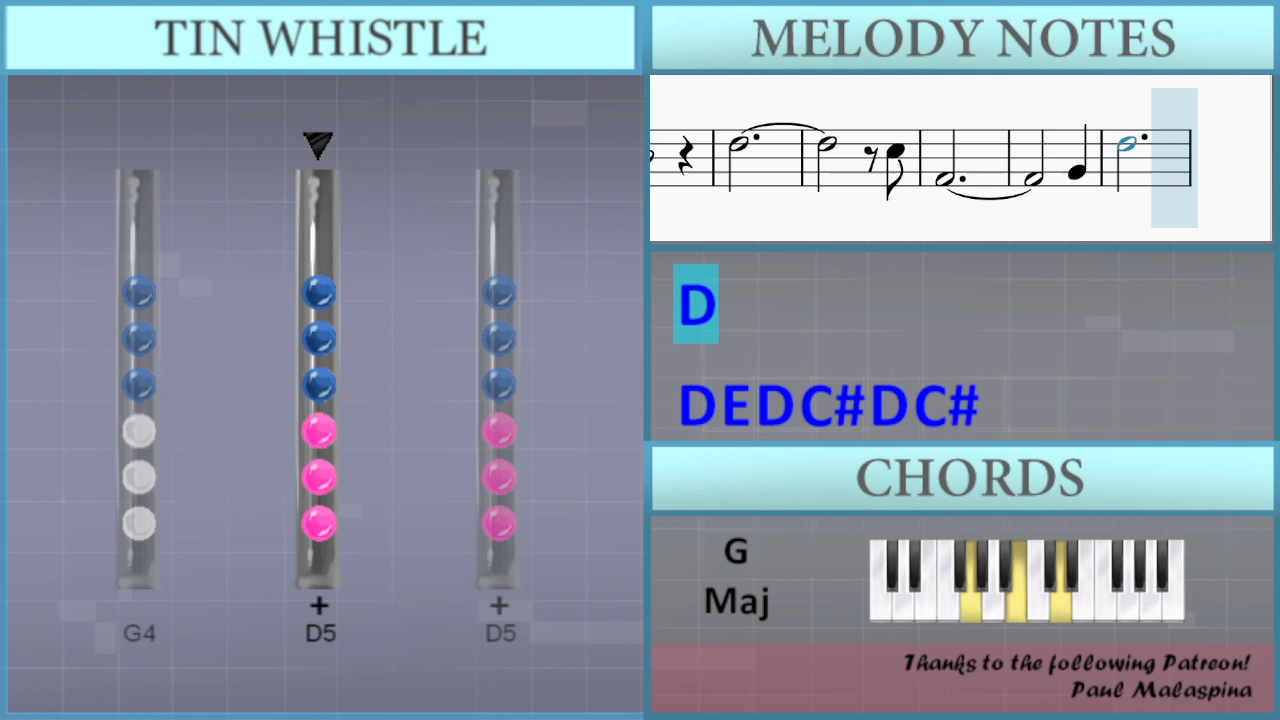 TIN WHISTLE
+
+
G4
D5
D5
MELODY NOTES
D
DEDC#DC#
CHORDS
G
Maj
Thanks to the following Patreon!
Paul Malaspina